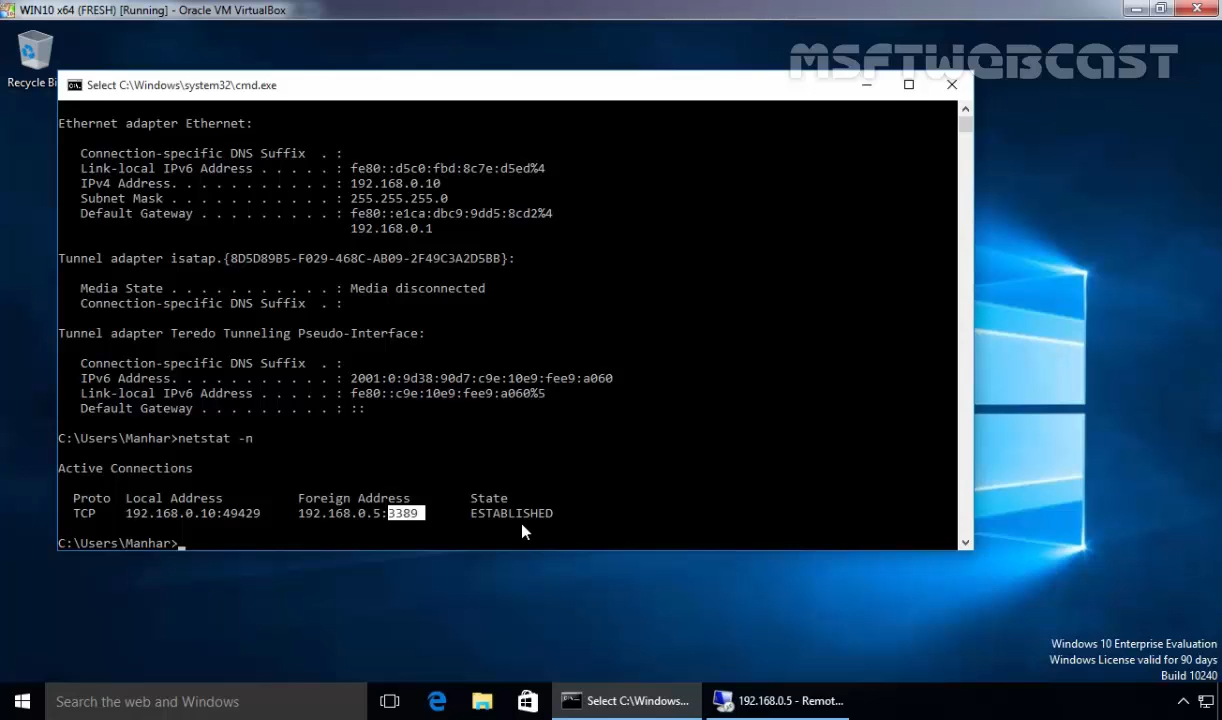 WIN10 x64 (FRESH) [Running] - Oracle VM VirtualBox
MSFTWEBCAST
Recycle Bi
Select C:\Windows\system32\cmd.exe
Ethernet adapter Ethernet:
Connection-specific DNS Suffix  . :
Link-local IPv6 Address . . . . . : fe80::d5c0:fbd:8c7e:d5ed%4
IPv4 Address. . . . . . . . . . . : 192.168.0.10
Subnet Mask . . . . . . . . . . . : 255.255.255.0
Default Gateway . . . . . . . . . : fe80::e1ca:dbc9:9dd5:8cd2%4
192.168.0.1
Tunnel adapter isatap.{8D5D89B5-F029-468C-AB09-2F49C3A2D5BB}:
Media State . . . . . . . . . . . : Media disconnected
Connection-specific DNS Suffix  . :
Tunnel adapter Teredo Tunneling Pseudo-Interface:
Connection-specific DNS Suffix  . :
IPv6 Address. . . . . . . . . . . : 2001:0:9d38:90d7:c9e:10e9:fee9:a060
Link-local IPv6 Address . . . . . : fe80::c9e:10e9:fee9:a060%5
Default Gateway . . . . . . . . . : ::
C:\Users\Manhar>netstat -n
Active Connections
Proto  Local Address          Foreign Address        State
TCP    192.168.0.10:49429     192.168.0.5:3389       ESTABLISHED
C:\Users\Manhar>_
Windows 10 Enterprise Evaluation
Windows License valid for 90 days
Build 10240
Search the web and Windows
Select C:\Windows...
192.168.0.5 - Remot...